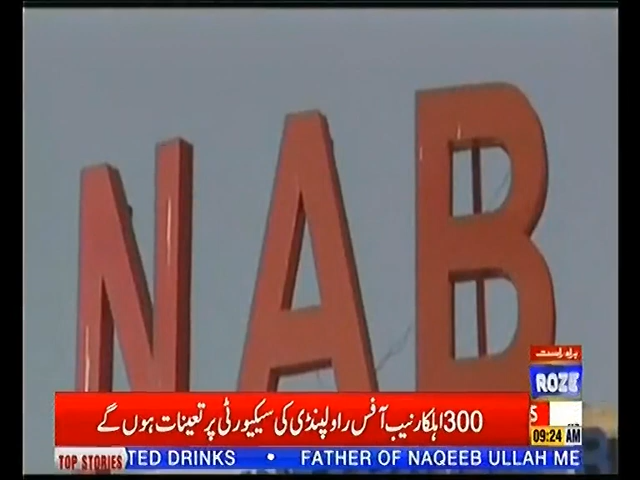 NAB
براہ راست
ROZE
S
09:24 AM
300 اہلکار نیب آفس راولپنڈی کی سیکیورٹی پر تعینات ہوں گے
TOP STORIES TED DRINKS • FATHER OF NAQEEB ULLAH ME